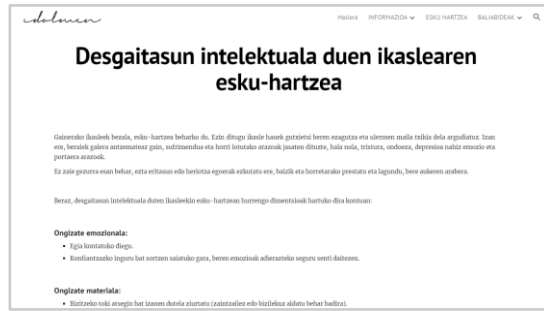 dolmen
Hasiera INFORMAZIOA ESKU HARTZEA BALIABIDEAK
Desgaitasun intelektuala duen ikaslearen
esku-hartzea
Gainerako ikasleek bezala, esku-hartzea beharko du. Ezin ditugu ikasle hauek gutxietsi beren ezagutza eta ulermen maila txikia dela argudiatuz. Izan
ere, beraiek galera antzematear gain, sufrimendua eta horri lotutako arazoak jasaten dituzte, hala nola, tristura, ondoeza, depresioa nahiz emozio eta
portaera arazoak.
Ez zaie gezurra esan behar, ezta eritasun edo heriotza egoerak ezkutatu ere, baizik eta horretarako prestatu eta lagundu, bere aukeren arabera.
Beraz, desgaitasun intelektuala duten ikasleekin esku-hartzean hurrengo dimentsioak hartuko dira kontuan:
Ongizate emozionala:
• Egia kontatuko diegu.
• Konfiantzazko inguru bat sortzen saiatuko gara, beren emozioak adierazteko seguru senti daitezen.
Ongizate materiala:
• Bizitzeko toki atsegin bat izanen dutela ziurtatu (zaintzailez edo bizilekuz aldatu behar badira).